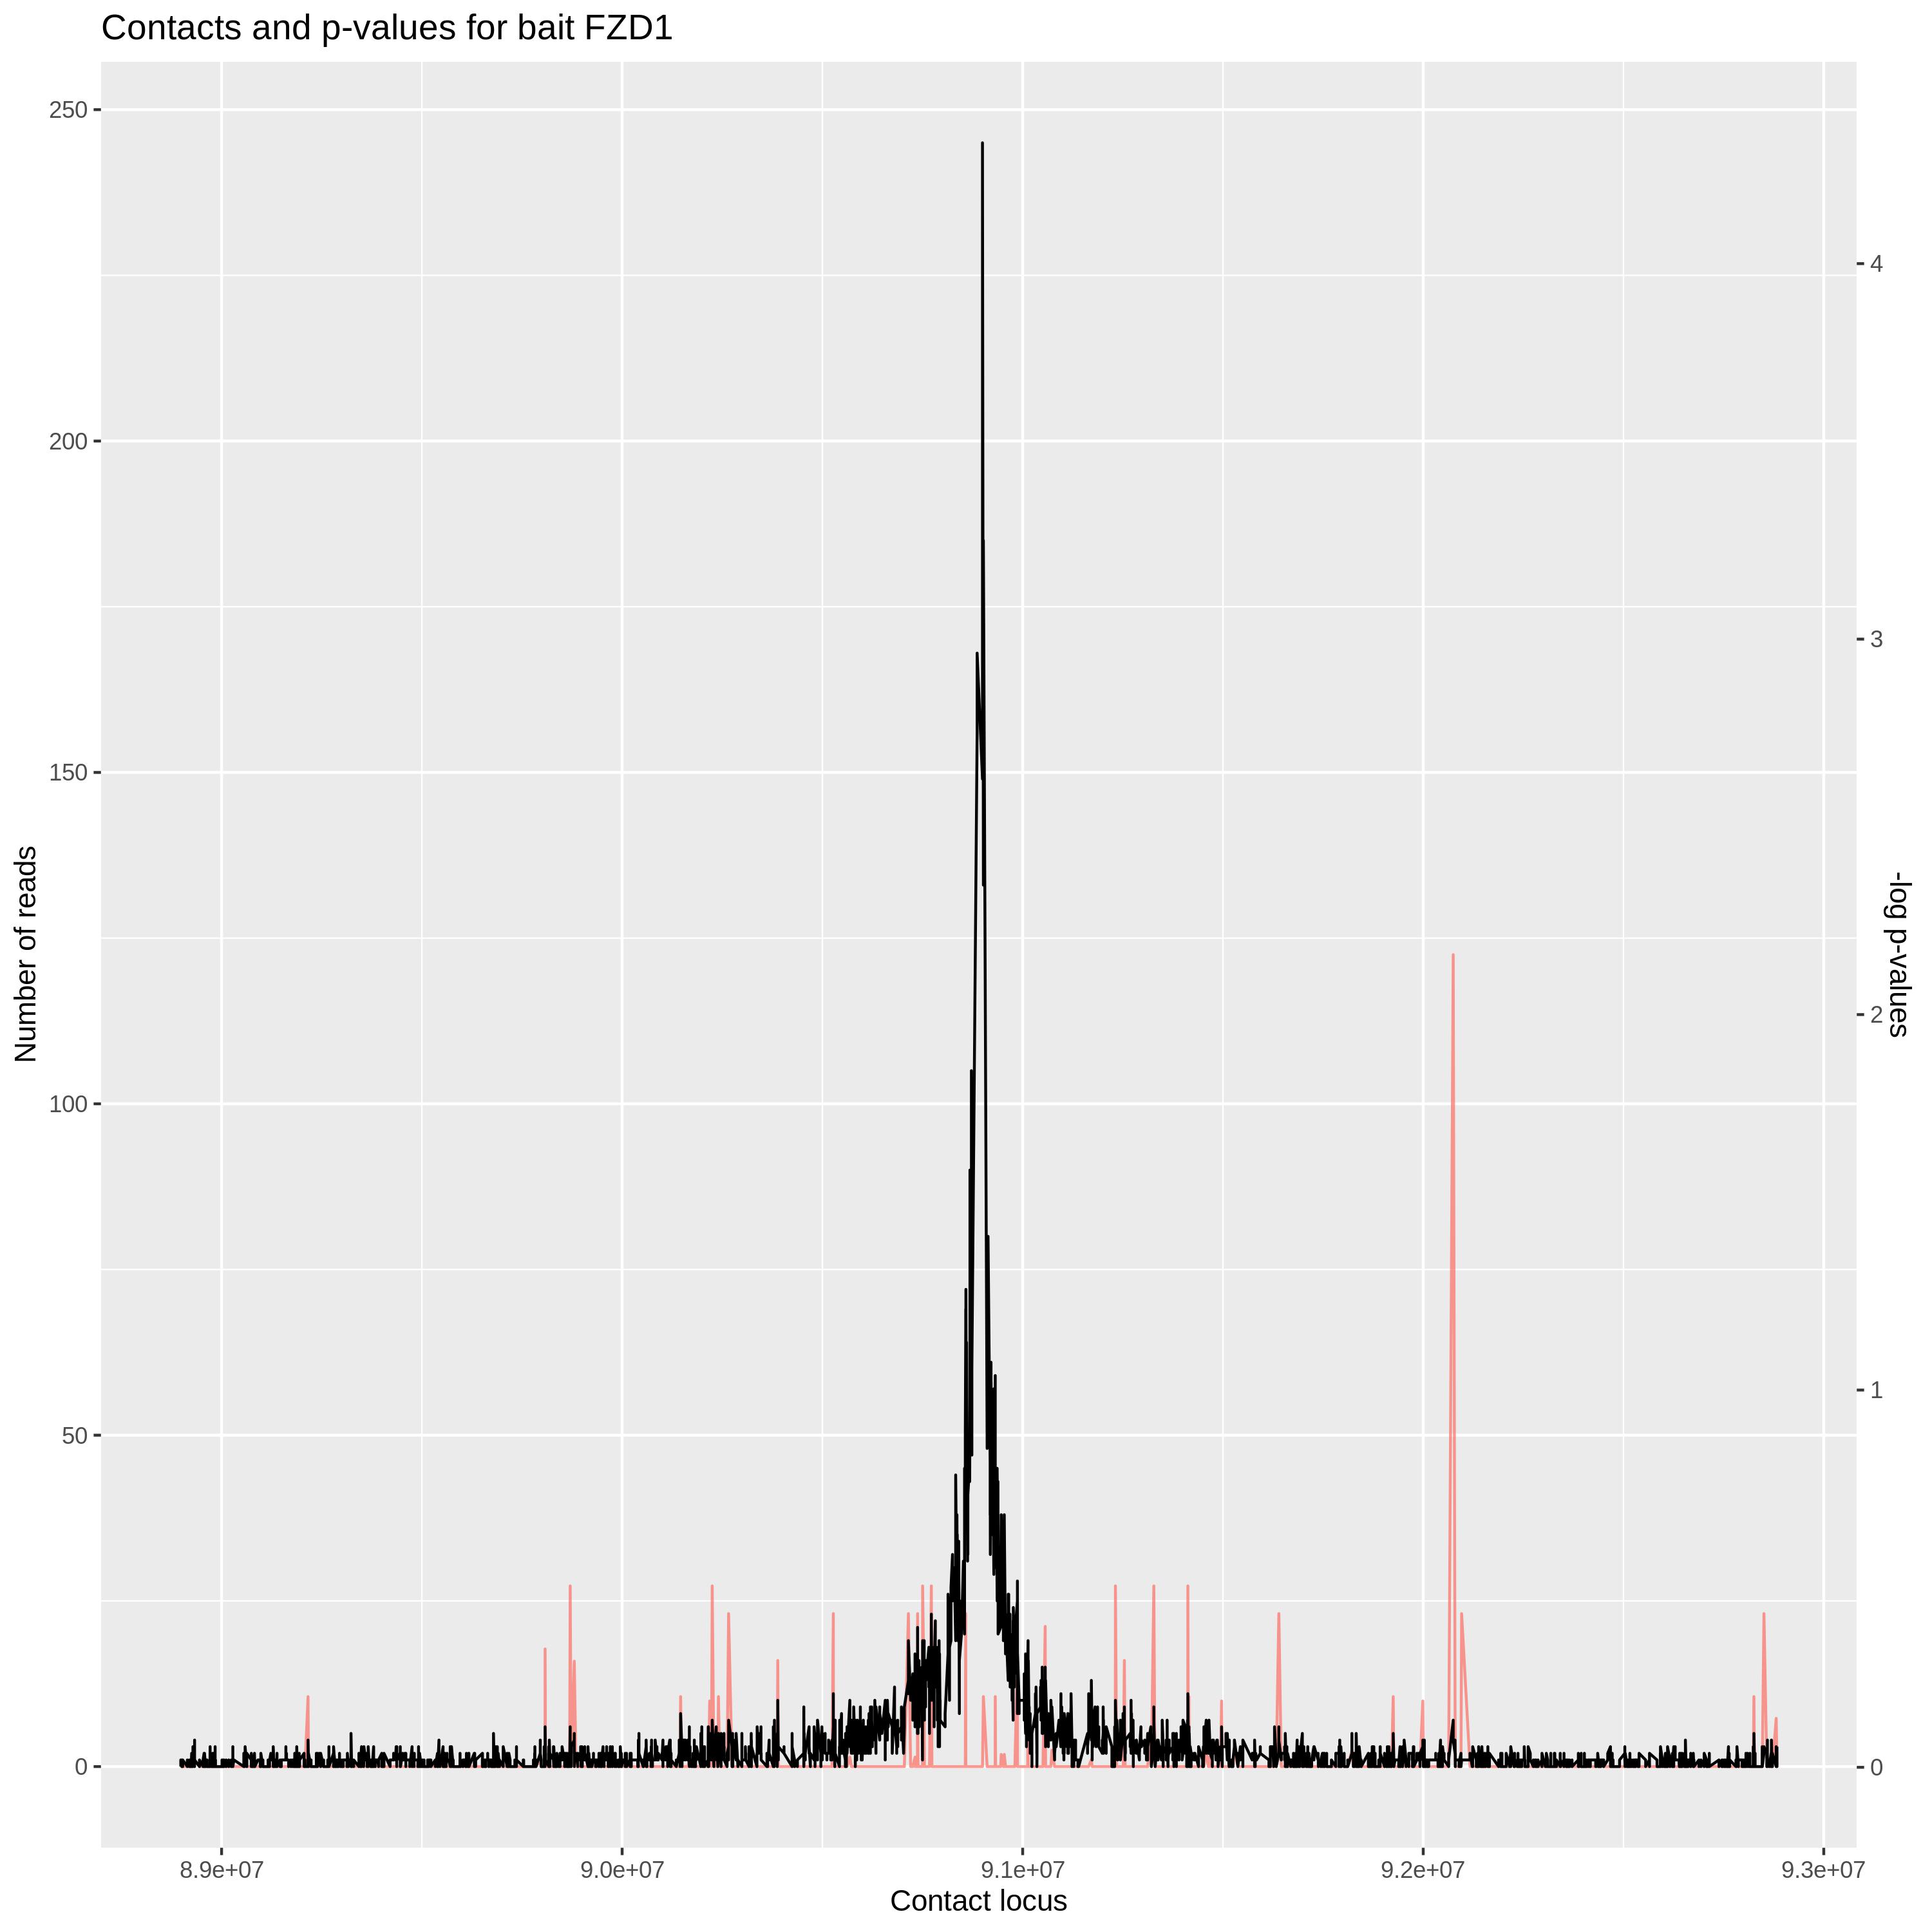 Contacts and p-values for bait FZD1
250
200
150
100
50
0
Number of reads
4
3
2
1
0
-log p-values
8.9e+07
9.0e+07
9.1e+07
9.2e+07
9.3e+07
Contact locus